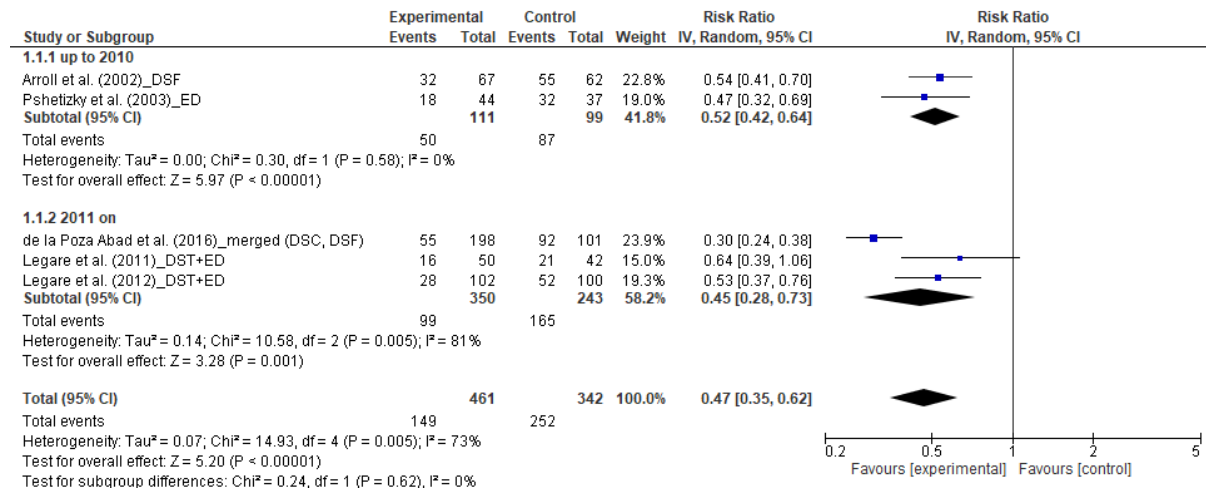 Experimental Control Risk Ratio Risk Ratio
Study or Subgroup Events Total Events Total Weight IV, Random, 95% CI IV, Random, 95% CI
1.1.1 up to 2010
Arroll et al. (2002)_DSF 32 67 55 62 22.8% 0.54 [0.41, 0.70]
Pshetizky et al. (2003)_ED 18 44 32 37 19.0% 0.47 [0.32, 0.69]
Subtotal (95% CI) 111 99 41.8% 0.52 [0.42, 0.64]
Total events 50 87
Heterogeneity: Tau² = 0.00; Chi² = 0.30, df = 1 (P = 0.58); I² = 0%
Test for overall effect: Z = 5.97 (P < 0.00001)
1.1.2 2011 on
de la Poza Abad et al. (2016)_merged (DSC, DSF) 55 198 92 101 23.9% 0.30 [0.24, 0.38]
Legare et al. (2011)_DST+ED 16 50 21 42 15.0% 0.64 [0.39, 1.06]
Legare et al. (2012)_DST+ED 28 102 52 100 19.3% 0.53 [0.37, 0.76]
Subtotal (95% CI) 350 243 58.2% 0.45 [0.28, 0.73]
Total events 99 165
Heterogeneity: Tau² = 0.14; Chi² = 10.58, df = 2 (P = 0.005); I² = 81%
Test for overall effect: Z = 3.28 (P = 0.001)
Total (95% CI) 461 342 100.0% 0.47 [0.35, 0.62]
Total events 149 252
Heterogeneity: Tau² = 0.07; Chi² = 14.93, df = 4 (P = 0.005); I² = 73%
Test for overall effect: Z = 5.20 (P < 0.00001)
Test for subgroup differences: Chi² = 0.24, df = 1 (P = 0.62), I² = 0%
0.2 0.5 1 2 5
Favours [experimental] Favours [control]